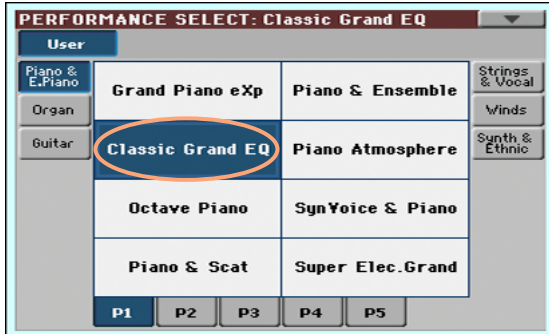 PERFORMANCE SELECT: Classic Grand EQ
User
Piano &
E.Piano
Organ
Guitar
Grand Piano eXp
Piano & Ensemble
Classic Grand EQ
Piano Atmosphere
Octave Piano
SynVoice & Piano
Piano & Scat
Super Elec.Grand
Strings
& Vocal
Winds
Synth &
Ethnic
P1
P2
P3
P4
P5